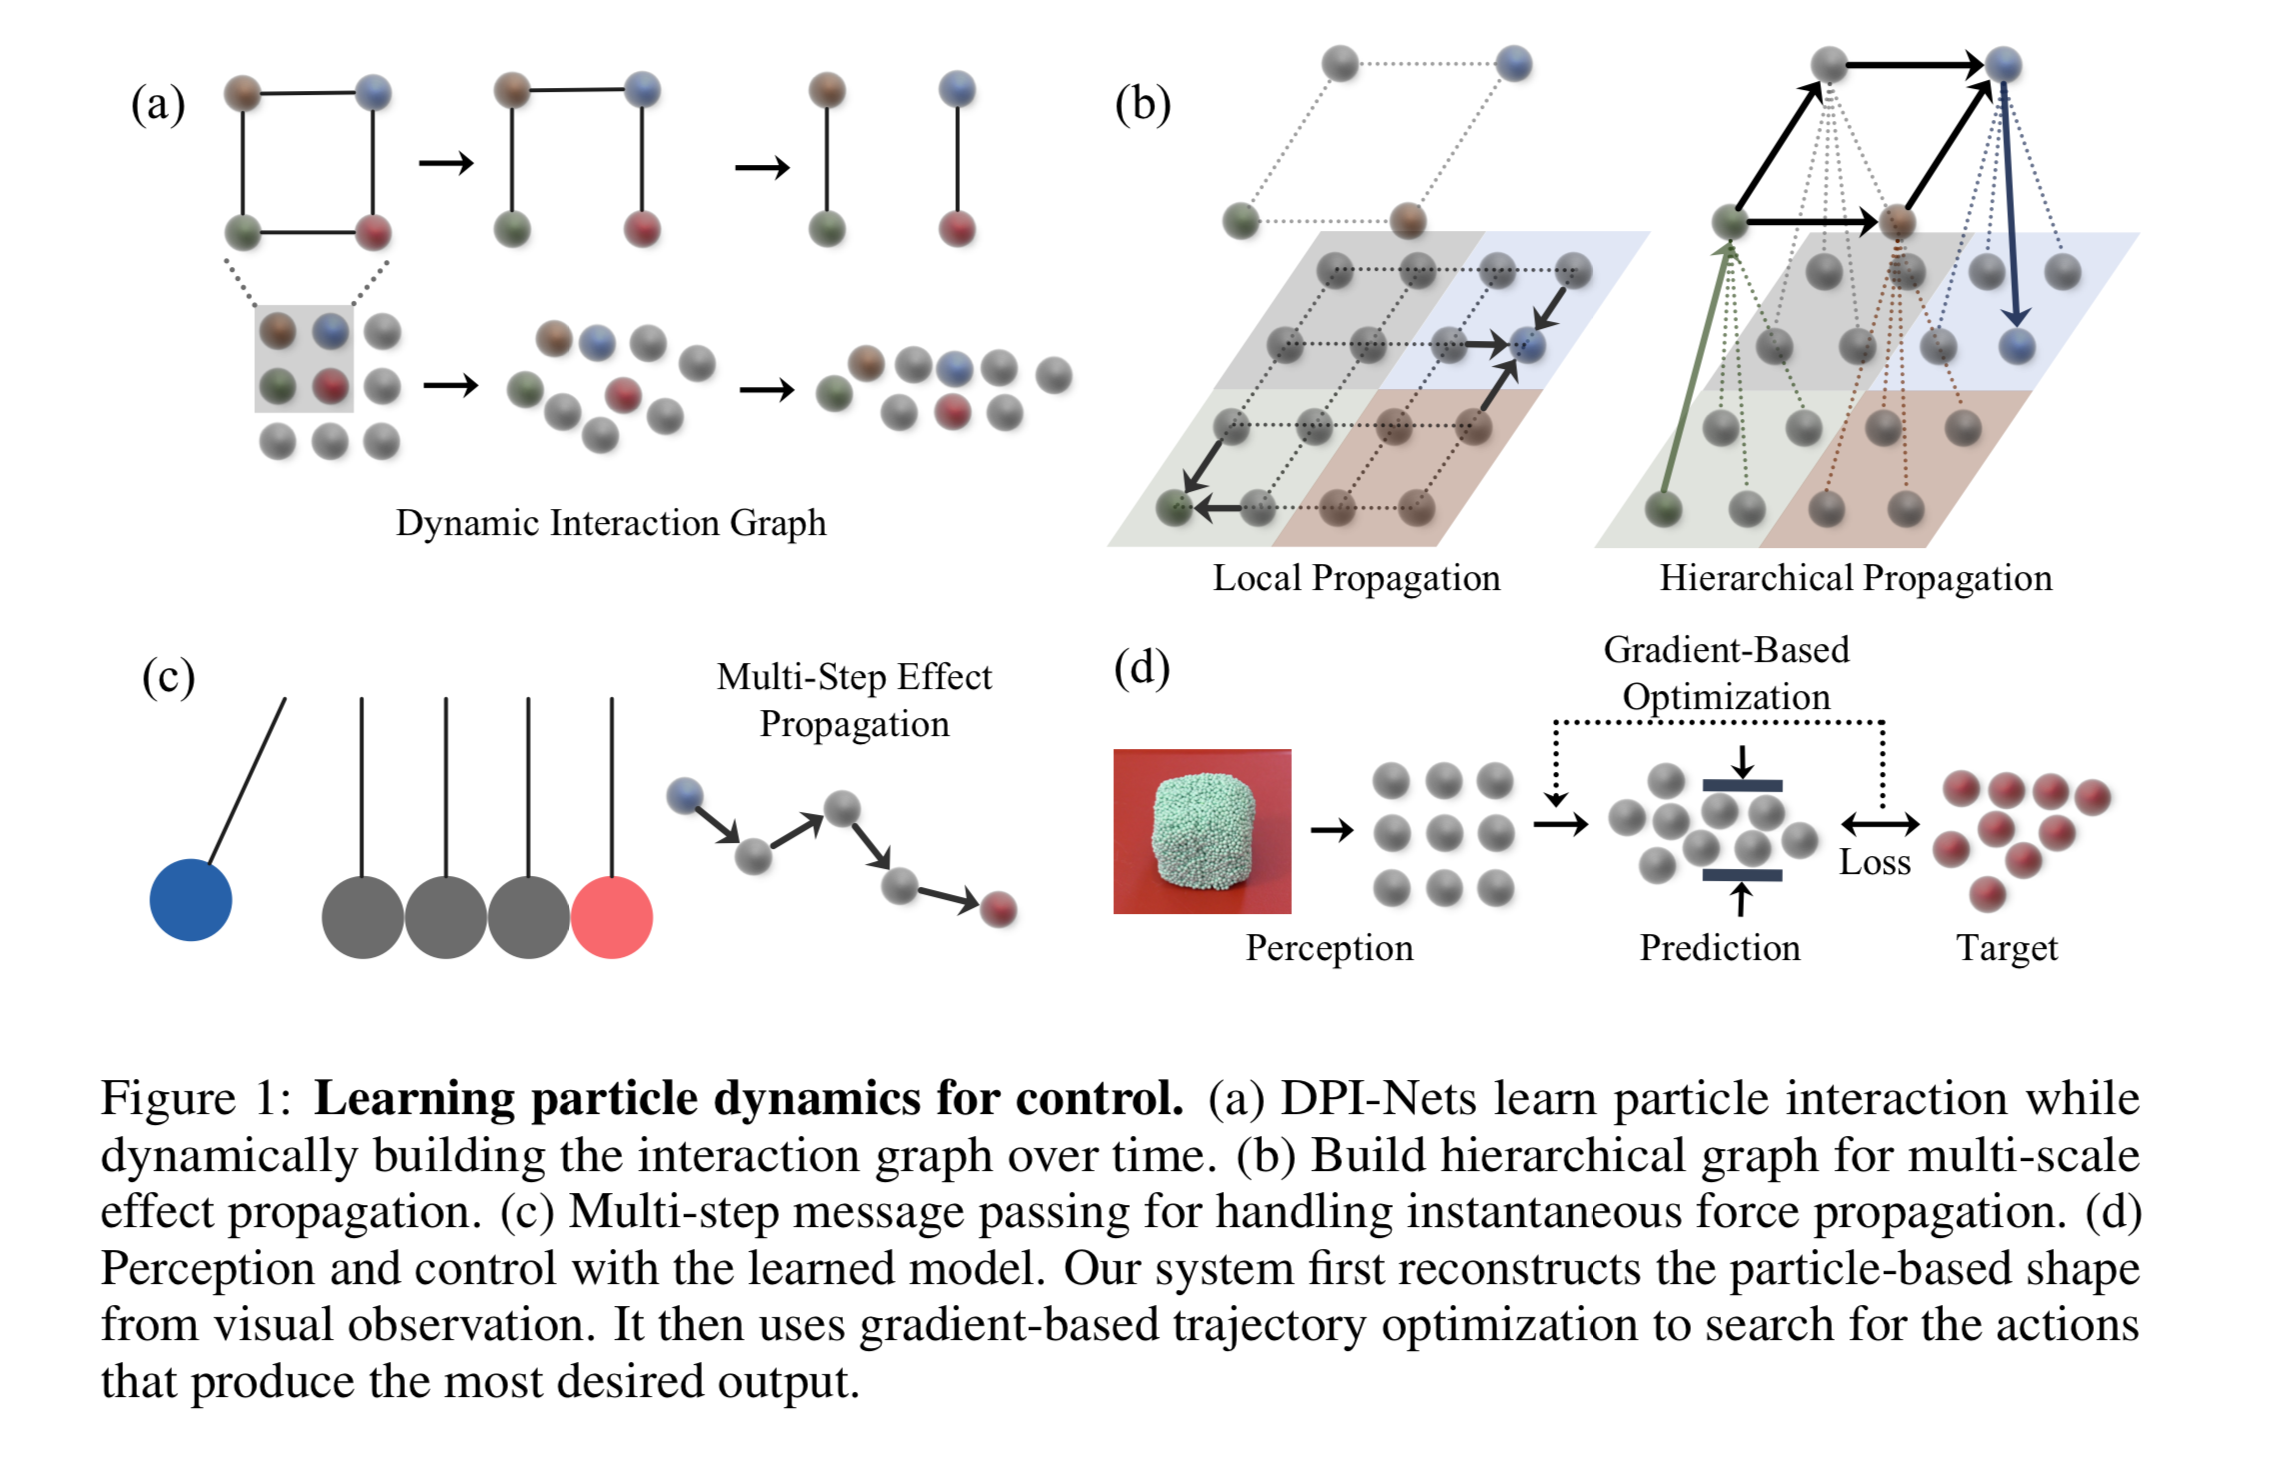 (a)
Dynamic Interaction Graph
(b)
Local Propagation
Hierarchical Propagation
(c)
Multi-Step Effect
Propagation
(d)
Gradient-Based
Optimization
Loss
Perception
Prediction
Target
Figure 1: Learning particle dynamics for control. (a) DPI-Nets learn particle interaction while
dynamically building the interaction graph over time. (b) Build hierarchical graph for multi-scale
effect propagation. (c) Multi-step message passing for handling instantaneous force propagation. (d)
Perception and control with the learned model. Our system first reconstructs the particle-based shape
from visual observation. It then uses gradient-based trajectory optimization to search for the actions
that produce the most desired output.